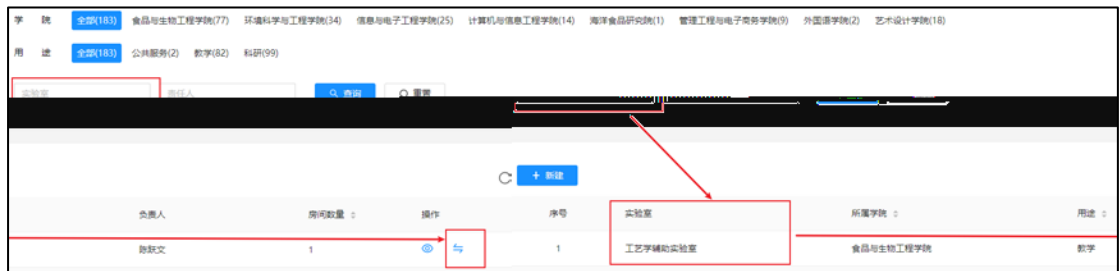 学 院 全部(183) 食品与生物工程学院(77) 环境科学与工程学院(34) 信息与电子工程学院(25) 计算机与信息工程学院(14) 海洋食品研究院(1) 管理工程与电子商务学院(9) 外国语学院(2) 艺术设计学院(18)
用 途 全部(183) 公共服务(2) 教学(82) 科研(99)
实验室 责任人 查询 重置
+ 新建
负责人 房间数量 操作 序号 实验室 所属学院 用途
陈跃文 1 1 工艺学辅助实验室 食品与生物工程学院 教学